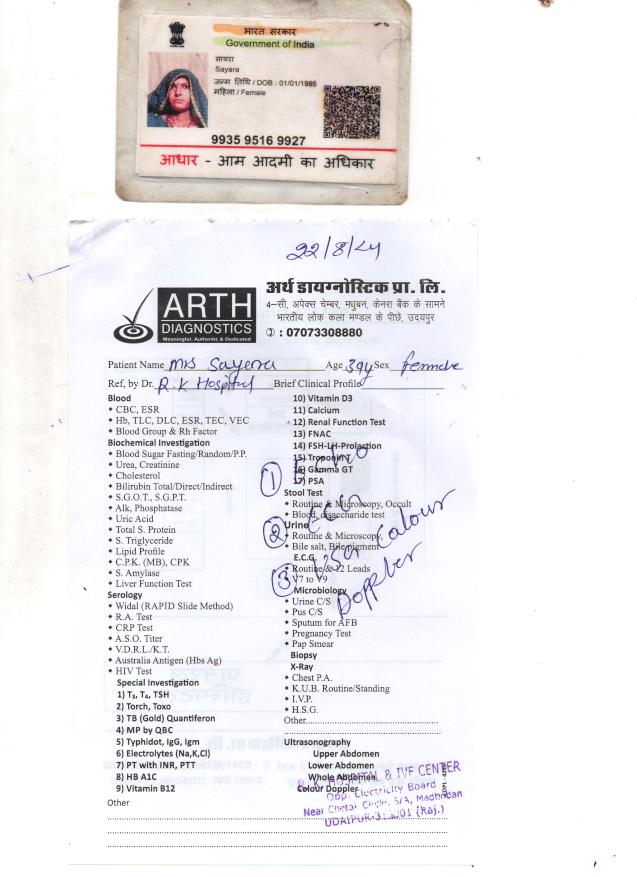 भारत सरकार
Government of India
सायरा
Sayara
जन्म तिथि / DOB : 01/01/1985
महिला / Female
9935 9516 9927
आधार - आम आदमी का अधिकार
22/8/24
ARTH
DIAGNOSTICS
Meaningful, Authentic & Dedicated
अर्थ डायग्नोस्टिक प्रा. लि.
4-सी, अपेक्स चेम्बर, मधुबन, केनरा बैंक के सामने
भारतीय लोक कला मण्डल के पीछे, उदयपुर
: 07073308880
Patient Name Mrs Sayera Age 39y Sex female
Ref, by Dr. R.K Hospital Brief Clinical Profile
Blood
CBC, ESR
Hb, TLC, DLC, ESR, TEC, VEC
Blood Group & Rh Factor
Biochemical Investigation
Blood Sugar Fasting/Random/P.P.
Urea, Creatinine
Cholesterol
Bilirubin Total/Direct/Indirect
S.G.O.T., S.G.P.T.
Alk, Phosphatase
Uric Acid
Total S. Protein
S. Triglyceride
Lipid Profile
C.P.K. (MB), CPK
S. Amylase
Liver Function Test
Serology
Widal (RAPID Slide Method)
R.A. Test
CRP Test
A.S.O. Titer
V.D.R.L./K.T.
Australia Antigen (Hbs Ag)
HIV Test
Special Investigation
1) T₃, T₄, TSH
2) Torch, Toxo
3) TB (Gold) Quantiferon
4) MP by QBC
5) Typhidot, IgG, Igm
6) Electrolytes (Na,K,Cl)
7) PT with INR, PTT
8) HB A1C
9) Vitamin B12
Other
10) Vitamin D3
11) Calcium
12) Renal Function Test
13) FNAC
14) FSH-LH-Prolaction
15) Troponin T
16) Gamma GT
17) PSA
Stool Test
Routine & Microscopy, Occult
Blood, disaccharide test
Urine
Routine & Microscopy,
Bile salt, Bile pigment
E.C.G.
Routine & 12 Leads
V7 to V9
Microbiology
Urine C/S
Pus C/S
Sputum for AFB
Pregnancy Test
Pap Smear
Biopsy
X-Ray
Chest P.A.
K.U.B. Routine/Standing
I.V.P.
H.S.G.
Other
Ultrasonography
Upper Abdomen
Lower Abdomen
Whole Abdomen
Colour Doppler
1
2 ECG
3 Calour
Doppler
HOSPITAL & IVF CENTER
Opp. Electricity Board
Near Chetak Circle, 5/A, Madhuban
UDAIPUR-313001 (Raj.)